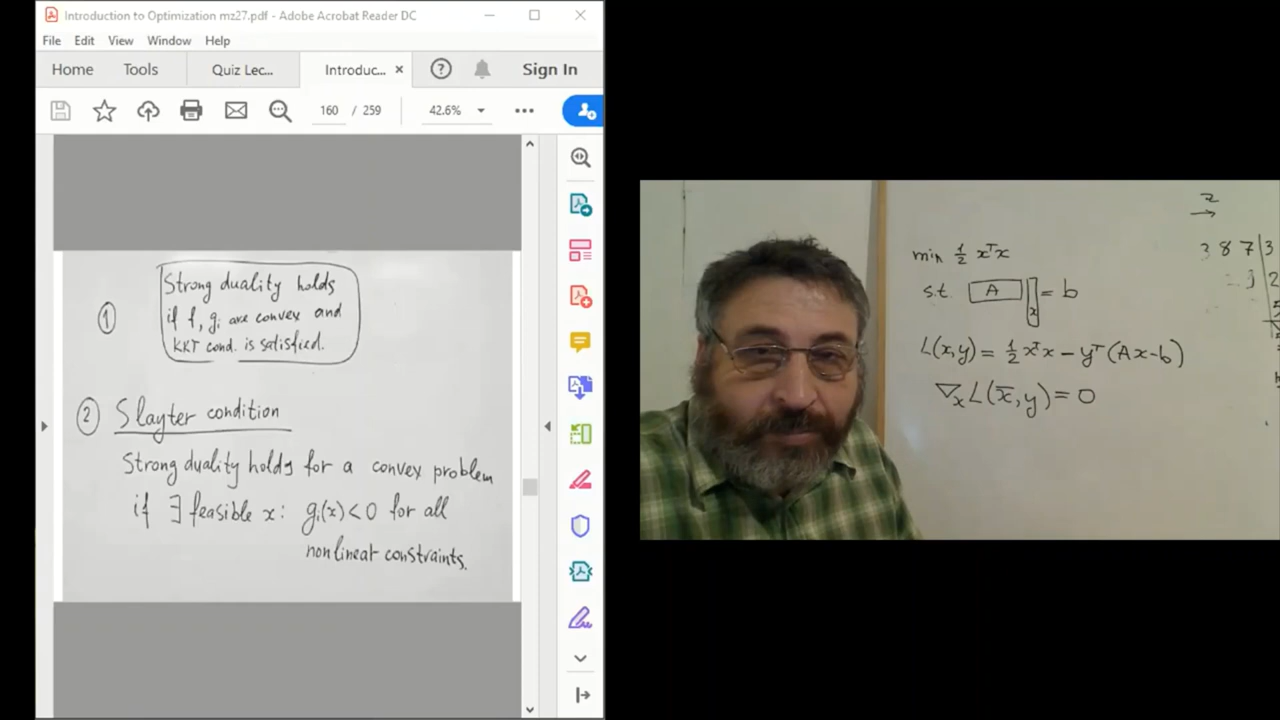 Introduction to Optimization mz27.pdf - Adobe Acrobat Reader DC
File Edit View Window Help
Home Tools Quiz Lec... Introduc... × Sign In
160 / 259 42.6%
① Strong duality holds
if f, gi are convex and
KKT cond. is satisfied.
② Slayter condition
Strong duality holds for a convex problem
if ∃ feasible x: gi(x) < 0 for all
nonlinear constraints.
min ½ xᵀx
s.t. A x = b
L(x,y) = ½ xᵀx − yᵀ(Ax−b)
∇ₓL(x̄,y) = 0
z
3 8 7 3